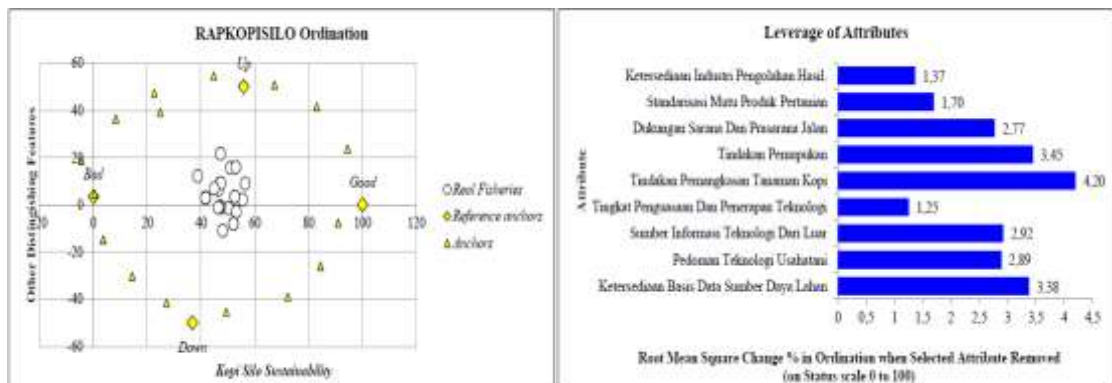 RAPKOPISILO Ordination
Other Distingishing Features
60
40
20
0
-20
-40
-60
0
20
40
60
80
100
120
Up
Bad
Good
Down
Real Fisheries
Reference anchors
Anchors
Kopi Silo Sustainability
Leverage of Attributes
Attribute
Ketersediaan Industri Pengolahan Hasil 1,37
Standarisasi Mutu Produk Pertanian 1,70
Dukungan Sarana Dan Prasarana Jalan 2,77
Tindakan Pemupukan 3,45
Tindakan Pemangkasan Tanaman Kopi 4,20
Tingkat Penguasaan Dan Penerapan Teknologi 1,25
Sumber Informasi Teknologi Dari Luar 2,92
Pedoman Teknologi Usahatani 2,89
Ketersediaan Basis Data Sumber Daya Lahan 3,38
0 0,5 1 1,5 2 2,5 3 3,5 4 4,5
Root Mean Square Change % in Ordination when Selected Attribute Removed
(on Status scale 0 to 100)